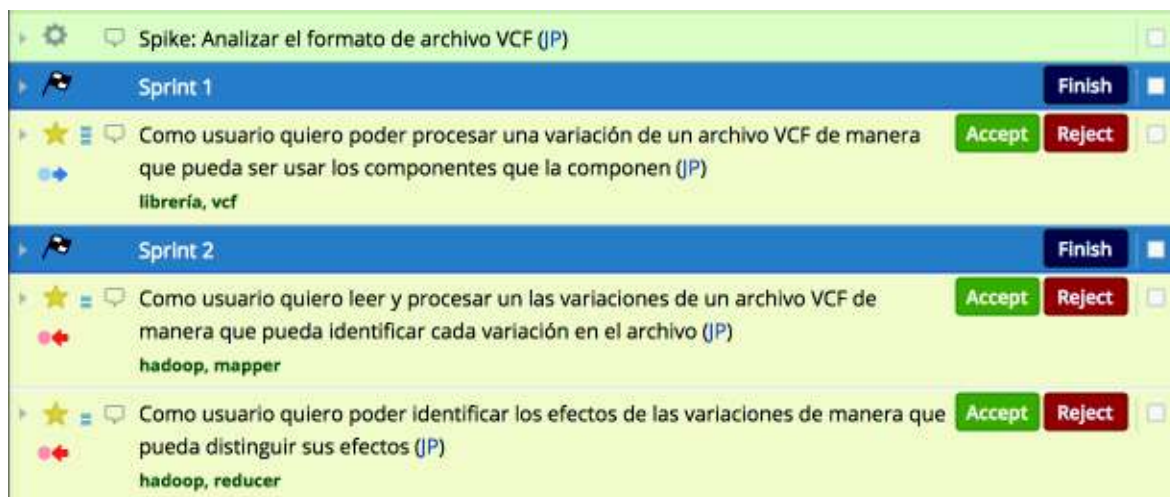 Spike: Analizar el formato de archivo VCF (JP)
Sprint 1 Finish
Como usuario quiero poder procesar una variación de un archivo VCF de manera Accept Reject
que pueda ser usar los componentes que la componen (JP)
librería, vcf
Sprint 2 Finish
Como usuario quiero leer y procesar un las variaciones de un archivo VCF de Accept Reject
manera que pueda identificar cada variación en el archivo (JP)
hadoop, mapper
Como usuario quiero poder identificar los efectos de las variaciones de manera que Accept Reject
pueda distinguir sus efectos (JP)
hadoop, reducer